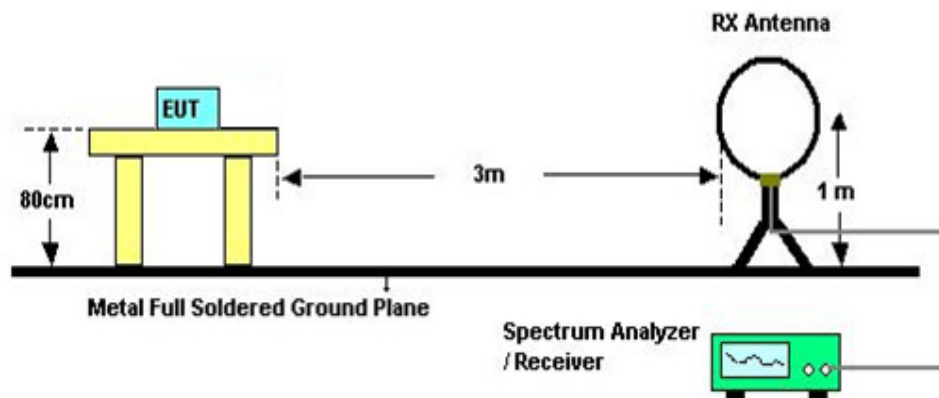 RX Antenna
EUT
80cm
3m
1 m
Metal Full Soldered Ground Plane
Spectrum Analyzer
/ Receiver